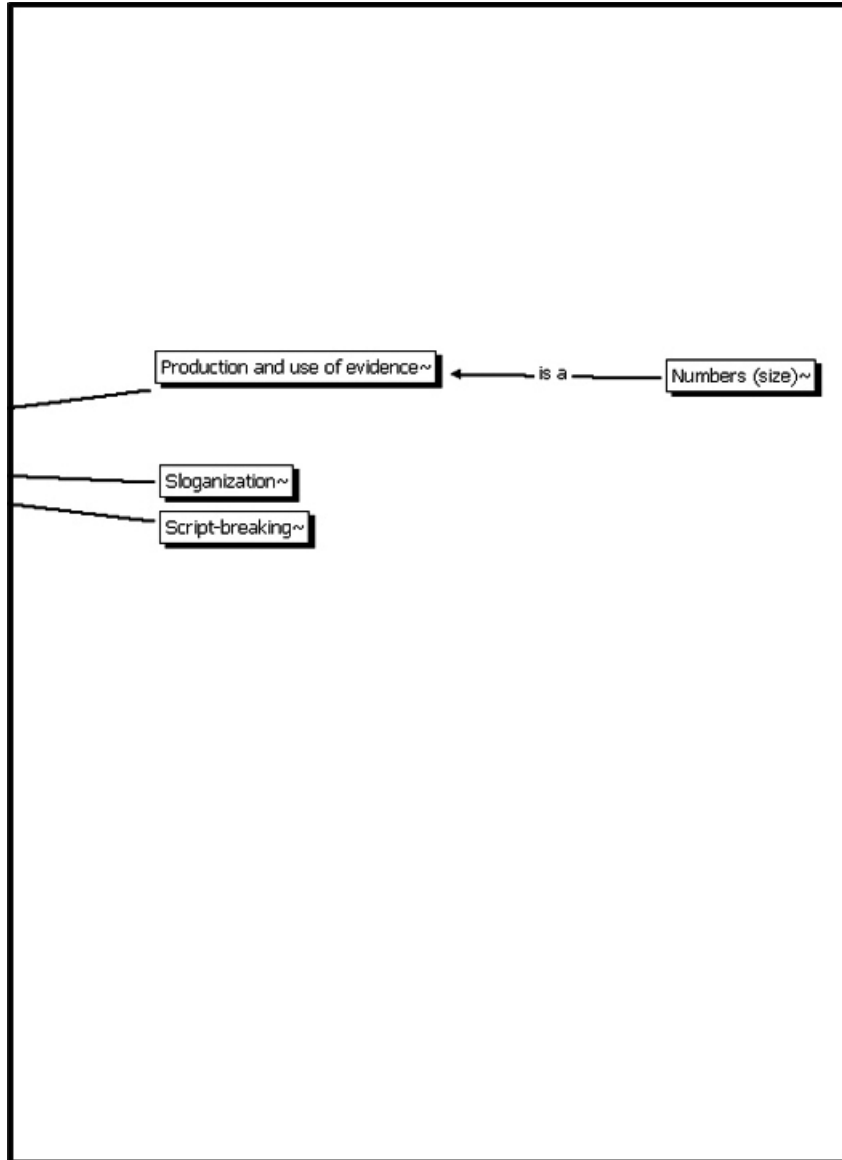 Production and use of evidence~
is a
Numbers (size)~
Sloganization~
Script-breaking~